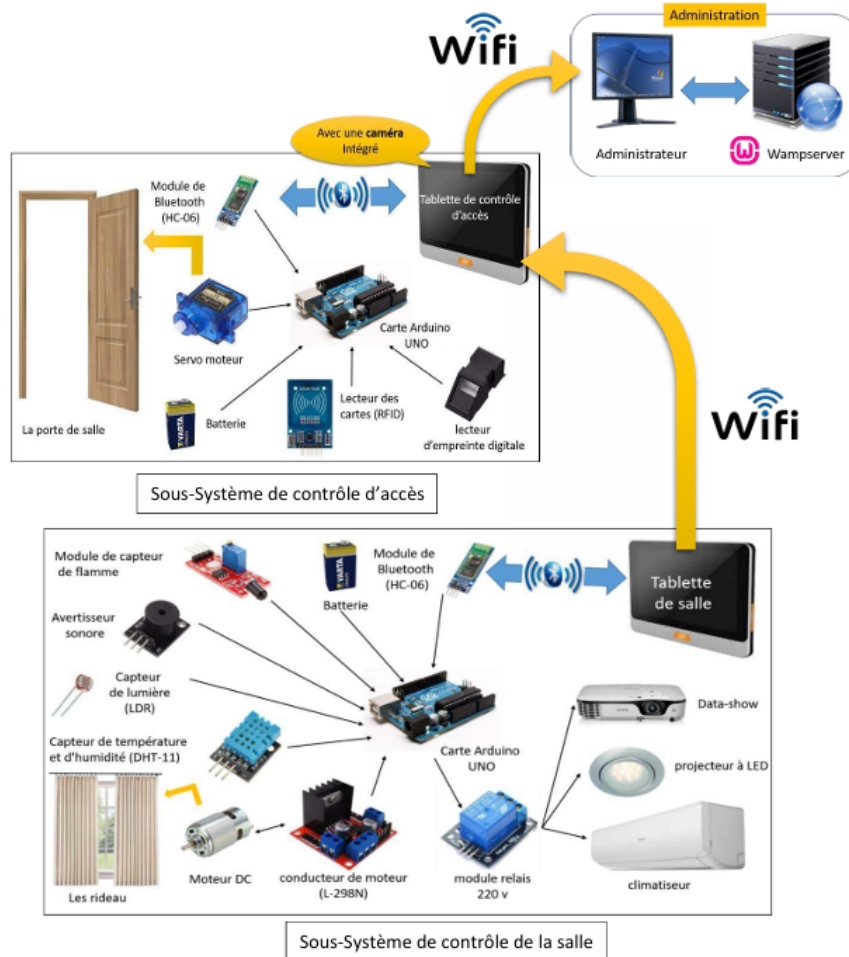 Administration
Wifi
Administrateur
Wampserver
Avec une caméra
Intégré
Module de
Bluetooth
(HC-06)
Tablette de contrôle
d'accès
Carte Arduino
UNO
Servo moteur
Batterie
Lecteur des
cartes (RFID)
lecteur
d'empreinte digitale
La porte de salle
VARTA
Wifi
Sous-Système de contrôle d'accès
Module de capteur
de flamme
VARTA
Batterie
Module de
Bluetooth
(HC-06)
Tablette
de salle
Avertisseur
sonore
Capteur
de lumière
(LDR)
Capteur de température
et d'humidité (DHT-11)
Carte Arduino
UNO
Data-show
projecteur à LED
climatiseur
Les rideau
Moteur DC
conducteur de moteur
(L-298N)
module relais
220 v
Sous-Système de contrôle de la salle